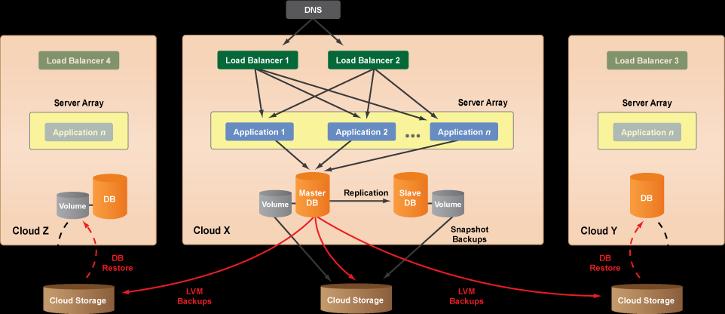 DNS
Load Balancer 4
Load Balancer 1
Load Balancer 2
Load Balancer 3
Server Array
Server Array
Server Array
Application n
Application 1
Application 2
Application n
Application n
Volume
DB
Volume
Master
DB
Replication
Slave
DB
Volume
DB
Cloud Z
Cloud X
Snapshot
Backups
Cloud Y
DB
Restore
DB
Restore
LVM
Backups
LVM
Backups
Cloud Storage
Cloud Storage
Cloud Storage